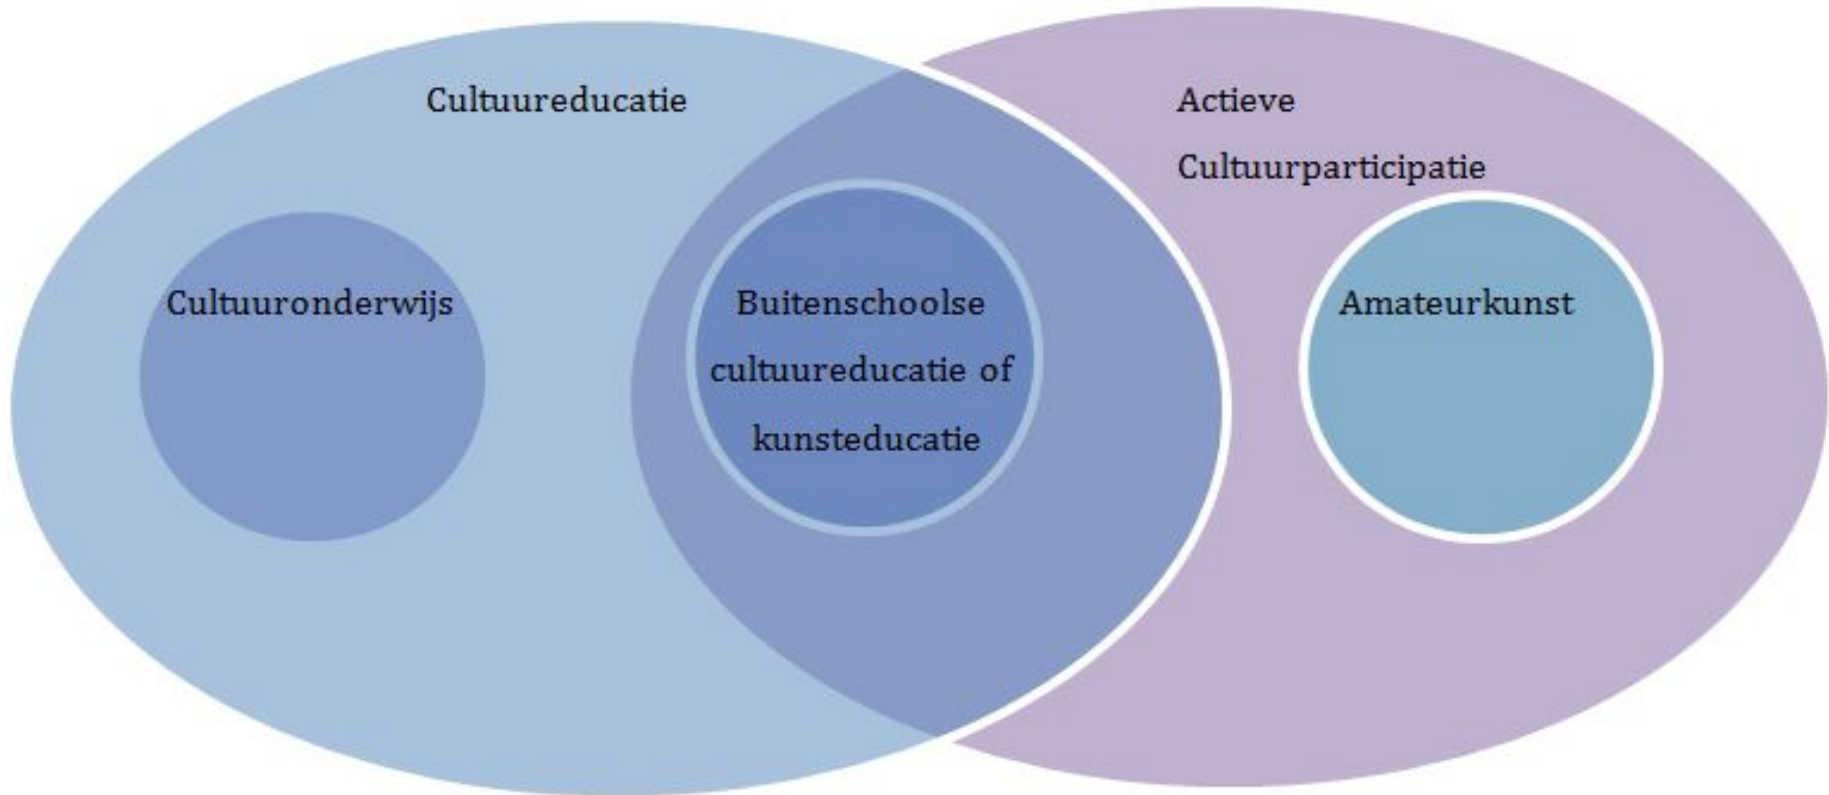 Cultuureducatie
Actieve
Cultuurparticipatie
Cultuuronderwijs
Buitenschoolse
cultuureducatie of
kunsteducatie
Amateurkunst